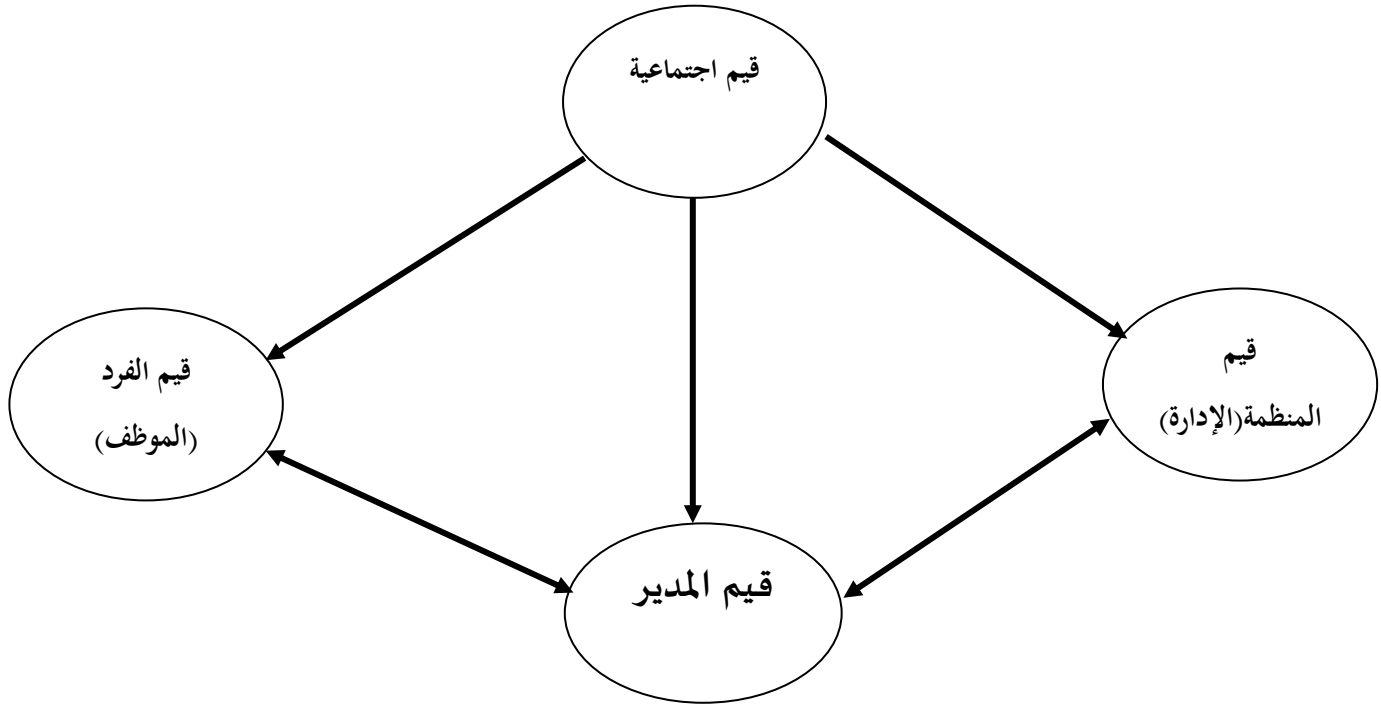 قيم اجتماعية
قيم
المنظمة(الإدارة)
قيم الفرد
(الموظف)
قيم المدير